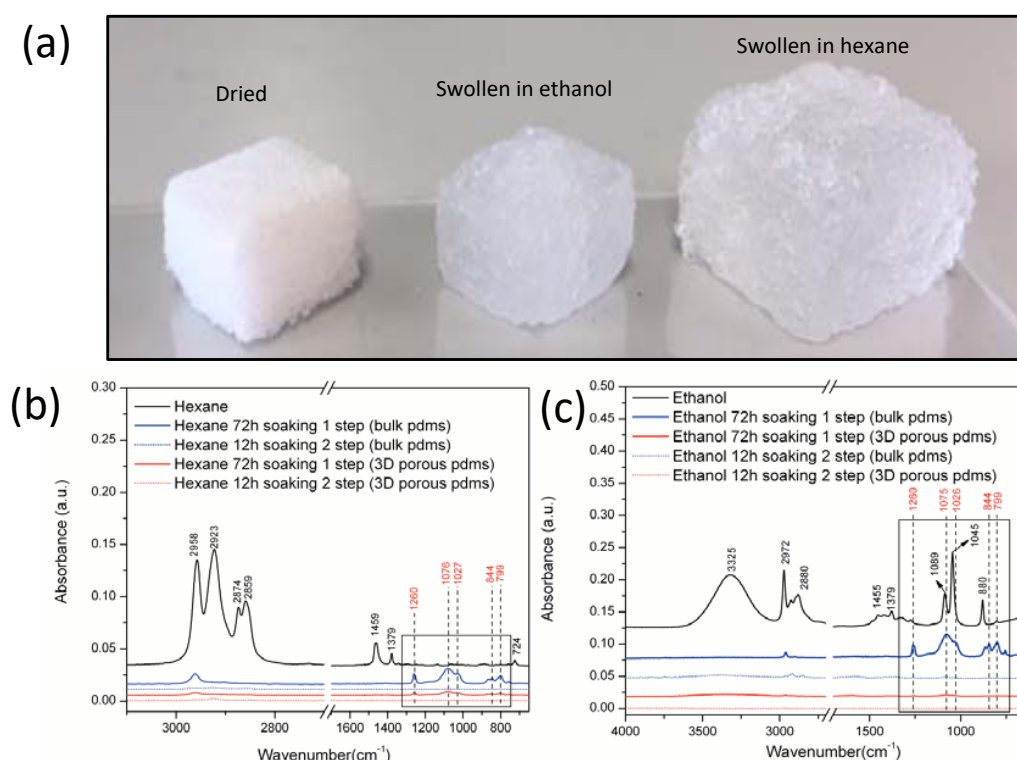 (a)
Dried
Swollen in ethanol
Swollen in hexane
(b)
0.30
0.25
0.20
0.15
0.10
0.05
0.00
Absorbance (a.u.)
Hexane
Hexane 72h soaking 1 step (bulk pdms)
Hexane 12h soaking 2 step (bulk pdms)
Hexane 72h soaking 1 step (3D porous pdms)
Hexane 12h soaking 2 step (3D porous pdms)
2958
2923
2874
2859
1459
1379
1260
1076
1027
844
799
724
3000
2800
1600
1400
1200
1000
800
Wavenumber(cm⁻¹)
(c)
0.50
0.45
0.40
0.35
0.30
0.25
0.20
0.15
0.10
0.05
0.00
Absorbance (a.u.)
Ethanol
Ethanol 72h soaking 1 step (bulk pdms)
Ethanol 72h soaking 1 step (3D porous pdms)
Ethanol 12h soaking 2 step (bulk pdms)
Ethanol 12h soaking 2 step (3D porous pdms)
3325
2972
2880
1455
1379
1260
1089
1075
1026
1045
880
844
799
4000
3500
3000
1500
1000
Wavenumber(cm⁻¹)